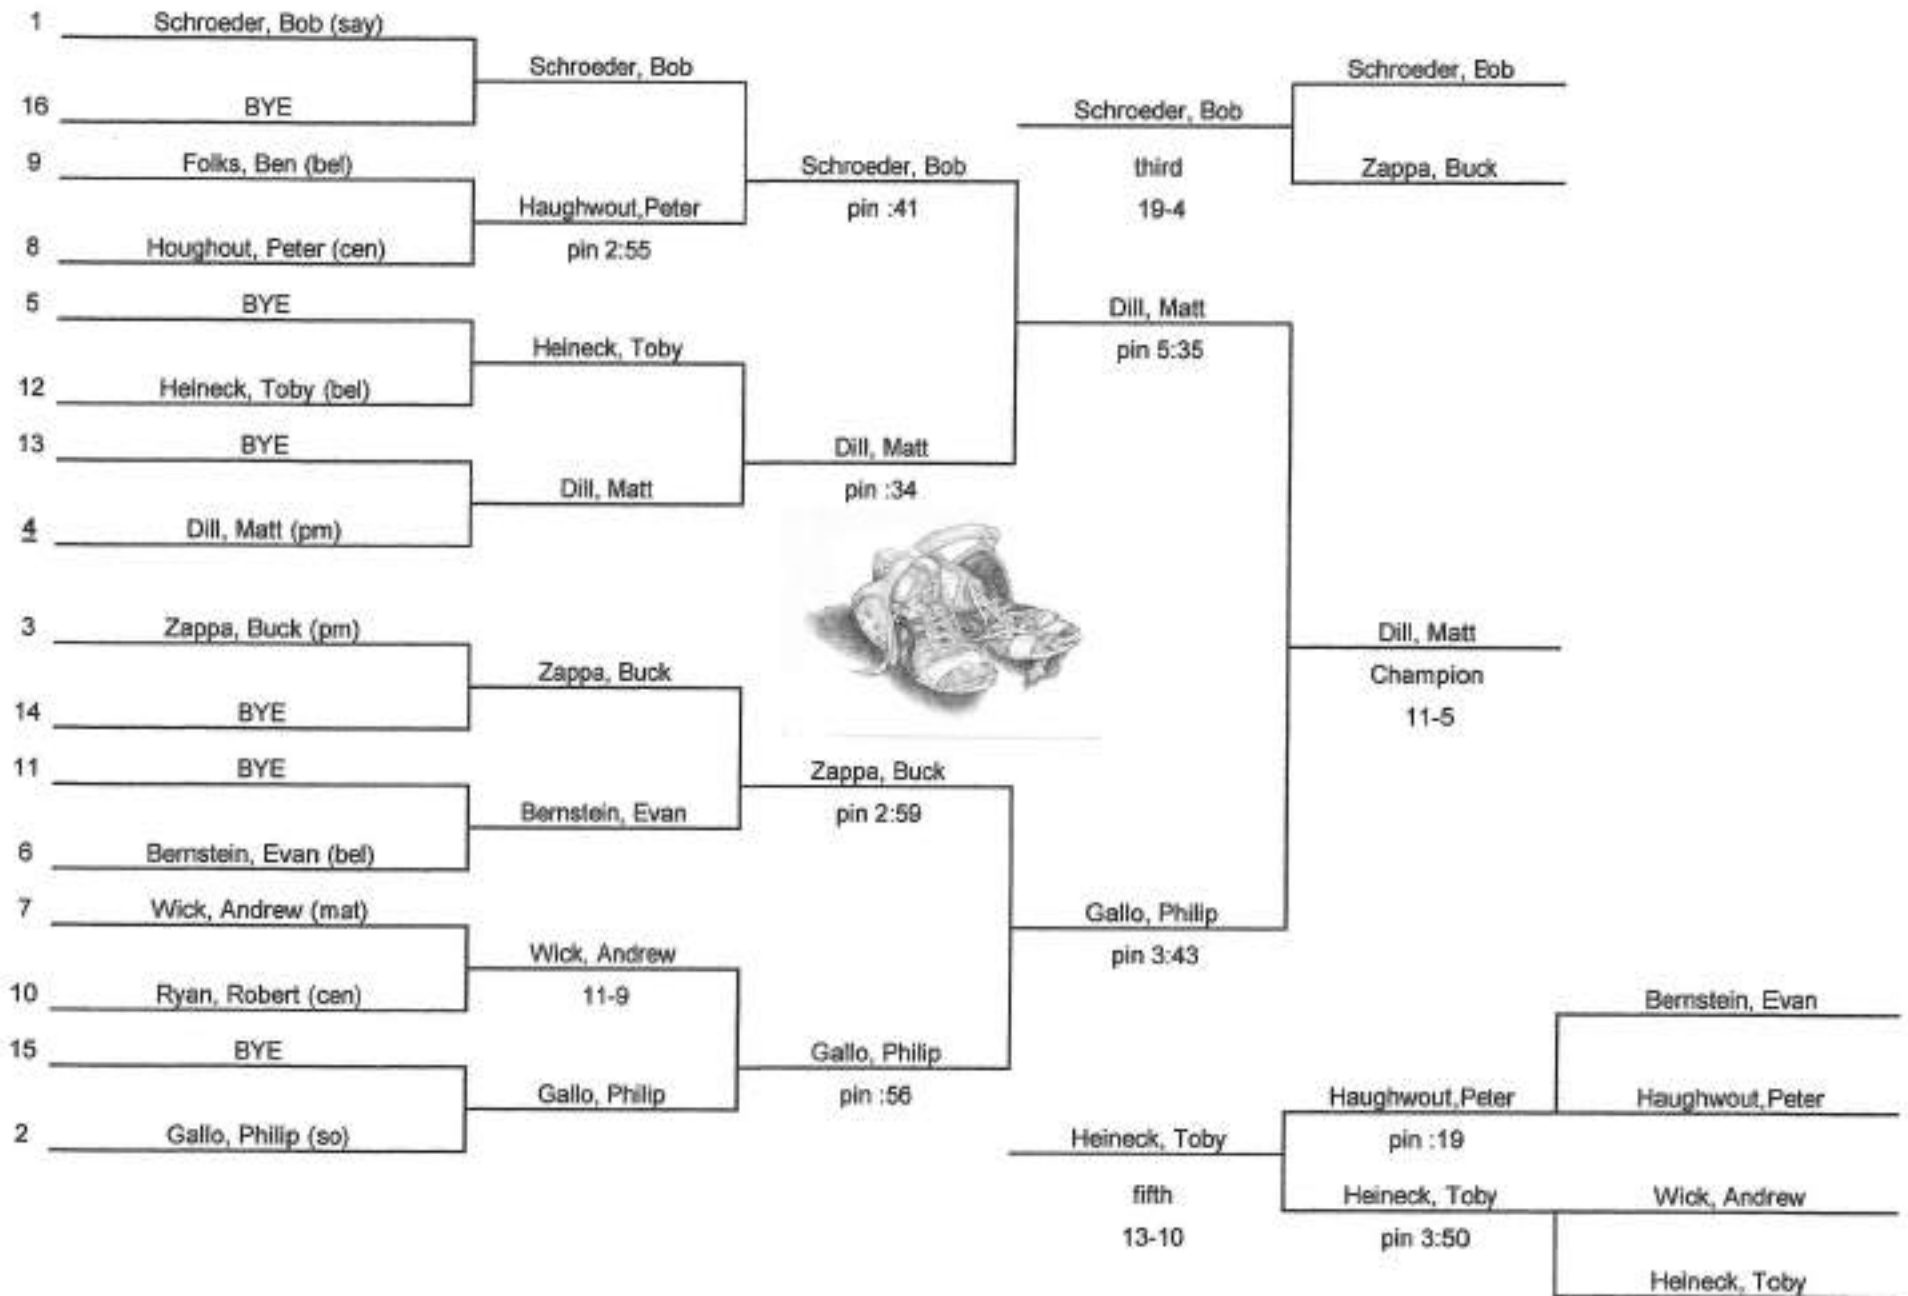 1 Schroeder, Bob (say)
16 BYE
9 Folks, Ben (bel)
8 Houghout, Peter (cen)
5 BYE
12 Heineck, Toby (bel)
13 BYE
4 Dill, Matt (pm)
3 Zappa, Buck (pm)
14 BYE
11 BYE
6 Bernstein, Evan (bel)
7 Wick, Andrew (mat)
10 Ryan, Robert (cen)
15 BYE
2 Gallo, Philip (so)
Schroeder, Bob
Haughwout,Peter
pin 2:55
Heineck, Toby
Dill, Matt
Zappa, Buck
Bernstein, Evan
Wick, Andrew
11-9
Gallo, Philip
Schroeder, Bob
pin :41
Dill, Matt
pin :34
Zappa, Buck
pin 2:59
Gallo, Philip
pin :56
Dill, Matt
pin 5:35
Gallo, Philip
pin 3:43
Dill, Matt
Champion
11-5
Schroeder, Bob
third
19-4
Schroeder, Bob
Zappa, Buck
Heineck, Toby
fifth
13-10
Haughwout,Peter
pin :19
Heineck, Toby
pin 3:50
Bernstein, Evan
Haughwout,Peter
Wick, Andrew
Heineck, Toby